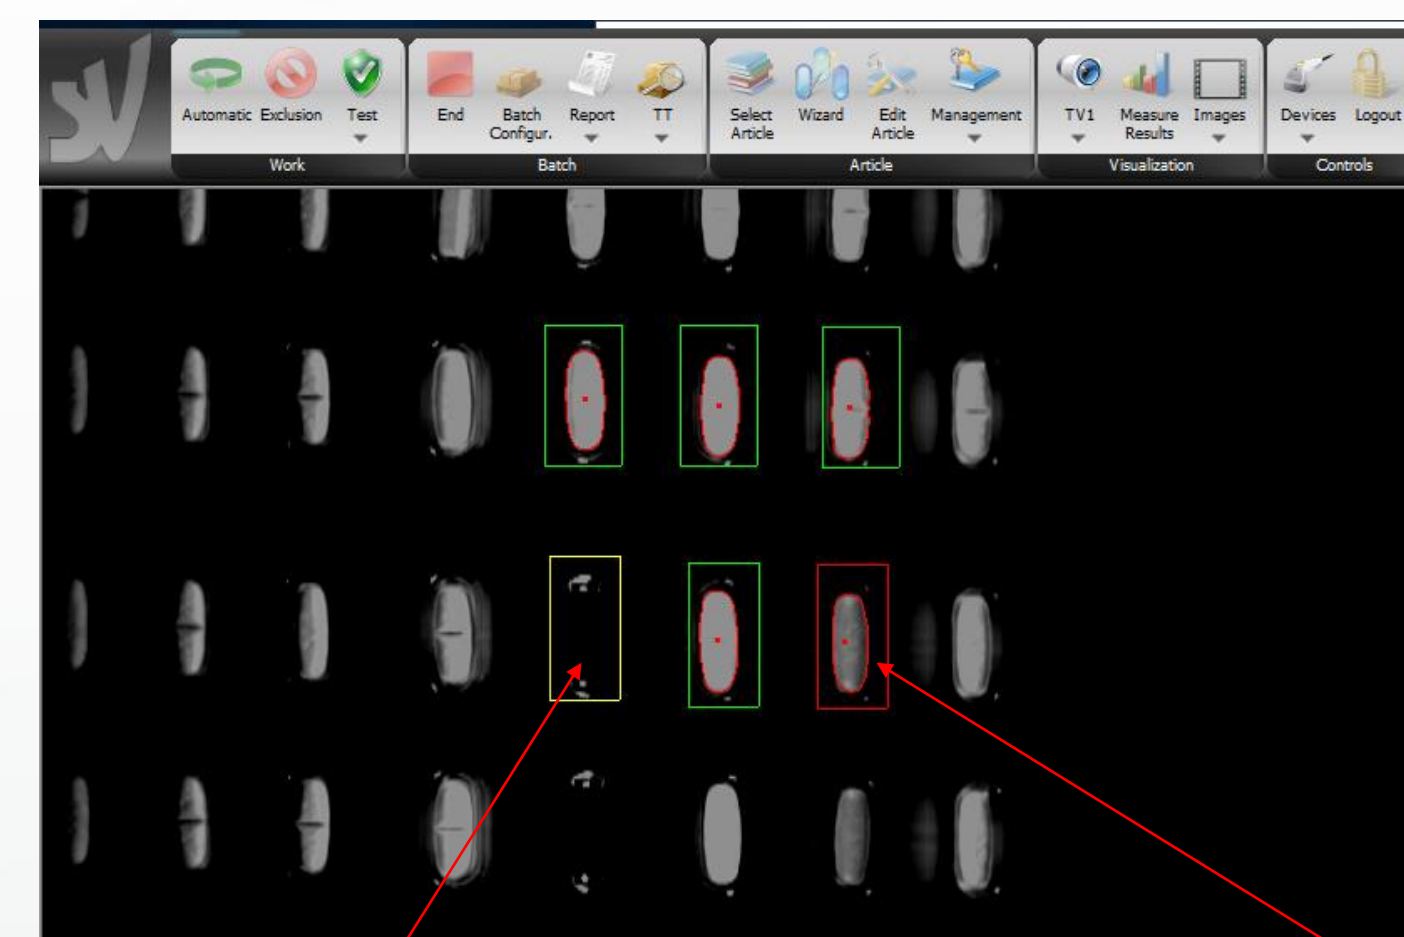 SV
Automatic Exclusion Test
End Batch Configur. Report TT
Select Article Wizard Edit Article Management
TV1 Measure Results Images
Devices Logout
Work Batch Article Visualization Controls